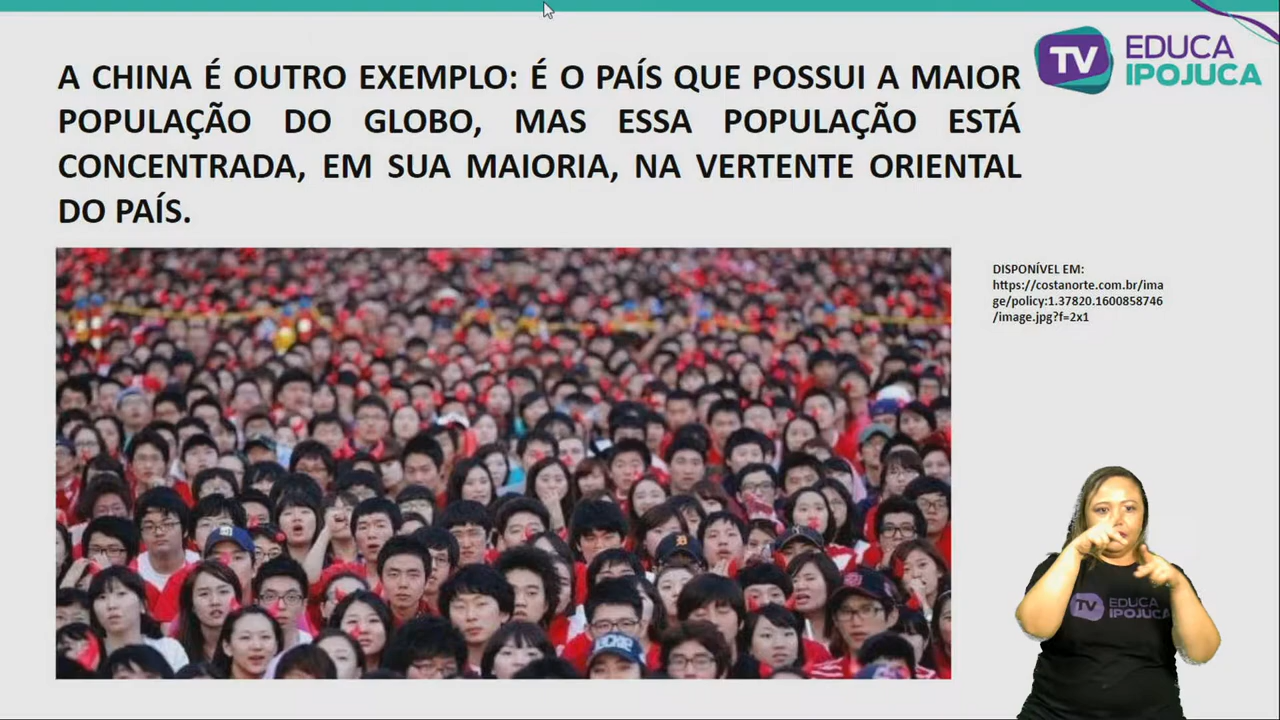 A CHINA É OUTRO EXEMPLO: É O PAÍS QUE POSSUI A MAIOR
POPULAÇÃO DO GLOBO, MAS ESSA POPULAÇÃO ESTÁ
CONCENTRADA, EM SUA MAIORIA, NA VERTENTE ORIENTAL
DO PAÍS.
TV EDUCA
IPOJUCA
DISPONÍVEL EM:
https://costanorte.com.br/ima
ge/policy:1.37820.1600858746
/image.jpg?f=2x1
TV EDUCA
IPOJUCA